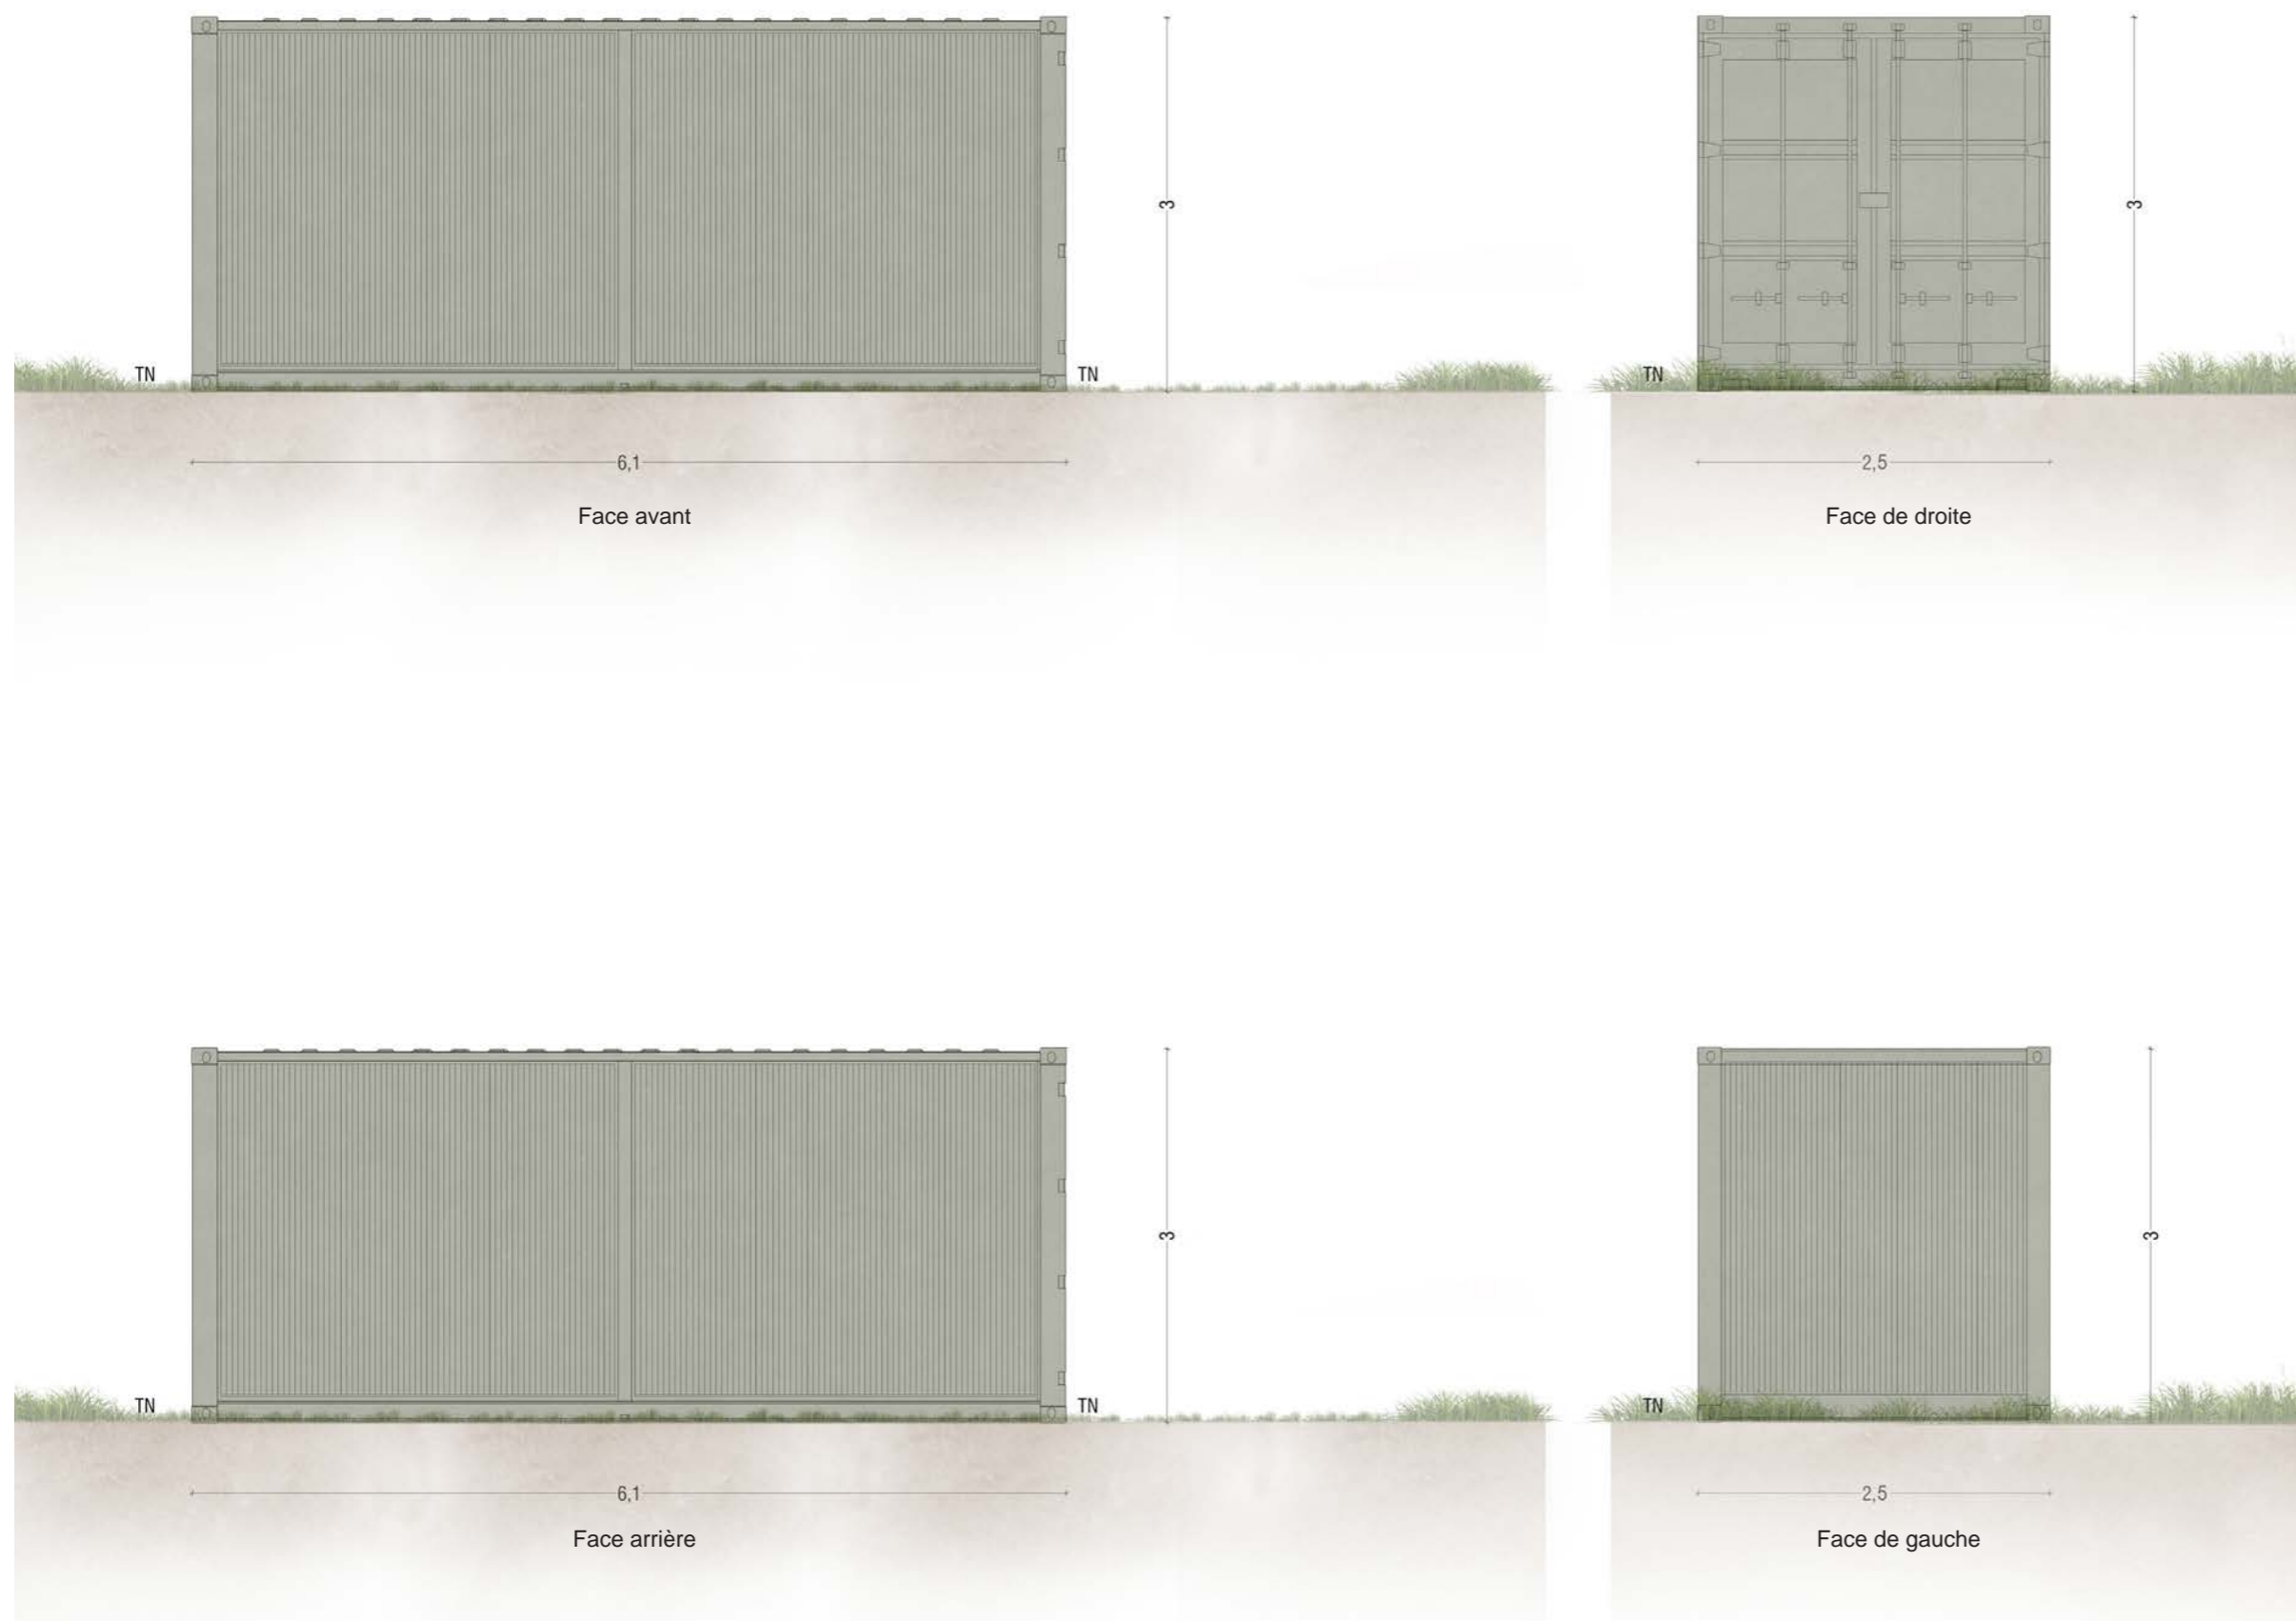 3
3
TN
TN
TN
6,1
2,5
Face avant
Face de droite
3
3
TN
TN
TN
6,1
2,5
Face arrière
Face de gauche